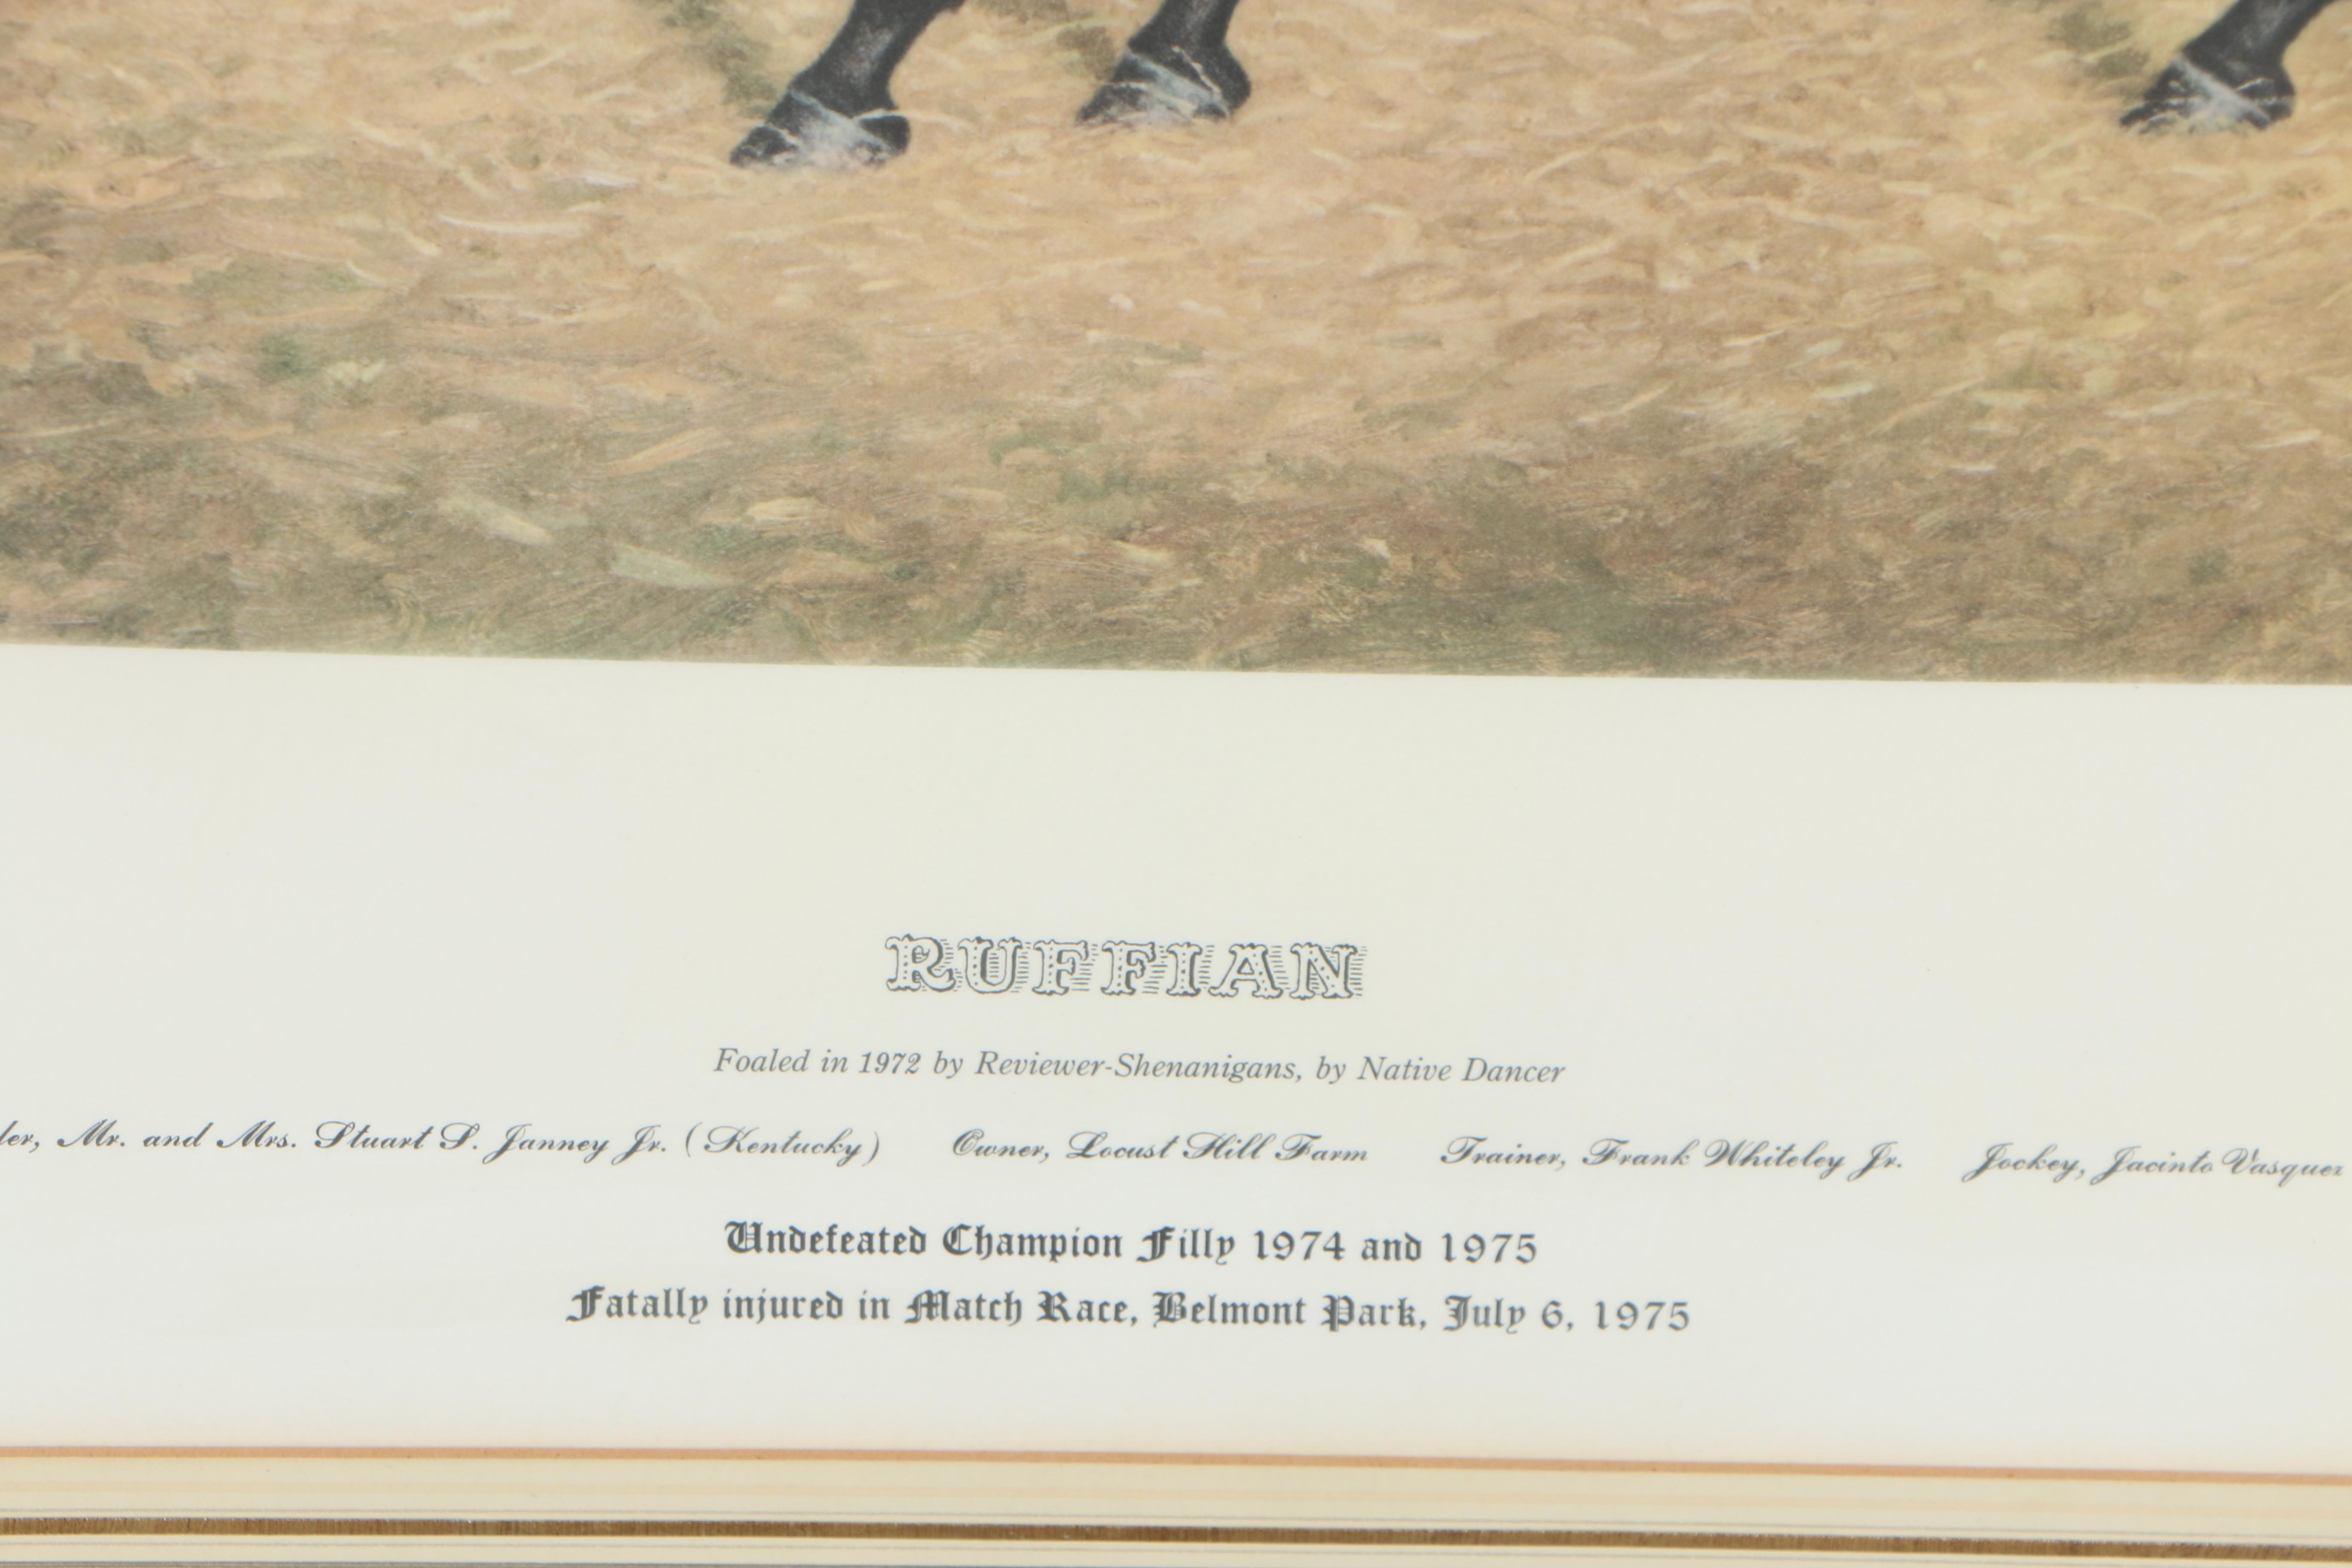 RUFFIAN
Foaled in 1972 by Reviewer-Shenanigans, by Native Dancer
Mr. and Mrs. Stuart S. Janney Jr. (Kentucky) Owner, Locust Hill Farm Trainer, Frank Whiteley Jr. Jockey, Jacinto Vasquez
Undefeated Champion Filly 1974 and 1975
Fatally injured in Match Race, Belmont Park, July 6, 1975